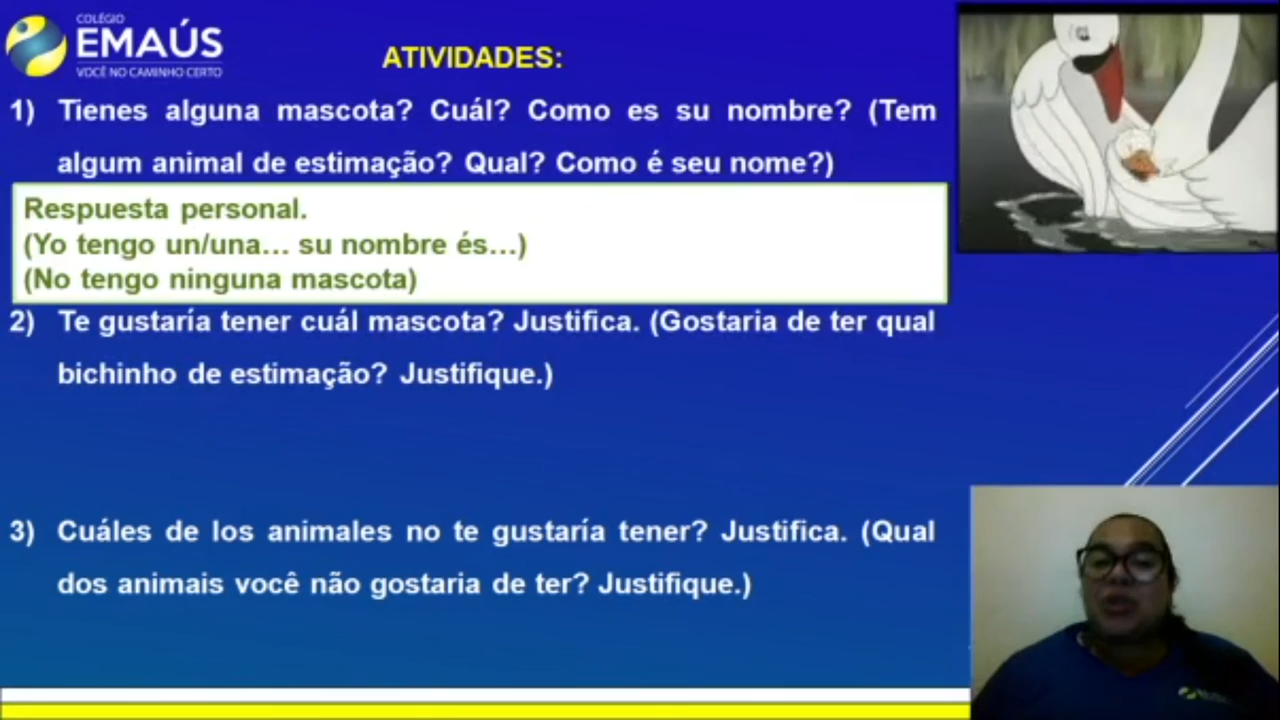 COLÉGIO
EMAÚS
VOCÊ NO CAMINHO CERTO
ATIVIDADES:
1) Tienes alguna mascota? Cuál? Como es su nombre? (Tem
algum animal de estimação? Qual? Como é seu nome?)
Respuesta personal.
(Yo tengo un/una... su nombre és...)
(No tengo ninguna mascota)
2) Te gustaría tener cuál mascota? Justifica. (Gostaria de ter qual
bichinho de estimação? Justifique.)
3) Cuáles de los animales no te gustaría tener? Justifica. (Qual
dos animais você não gostaria de ter? Justifique.)